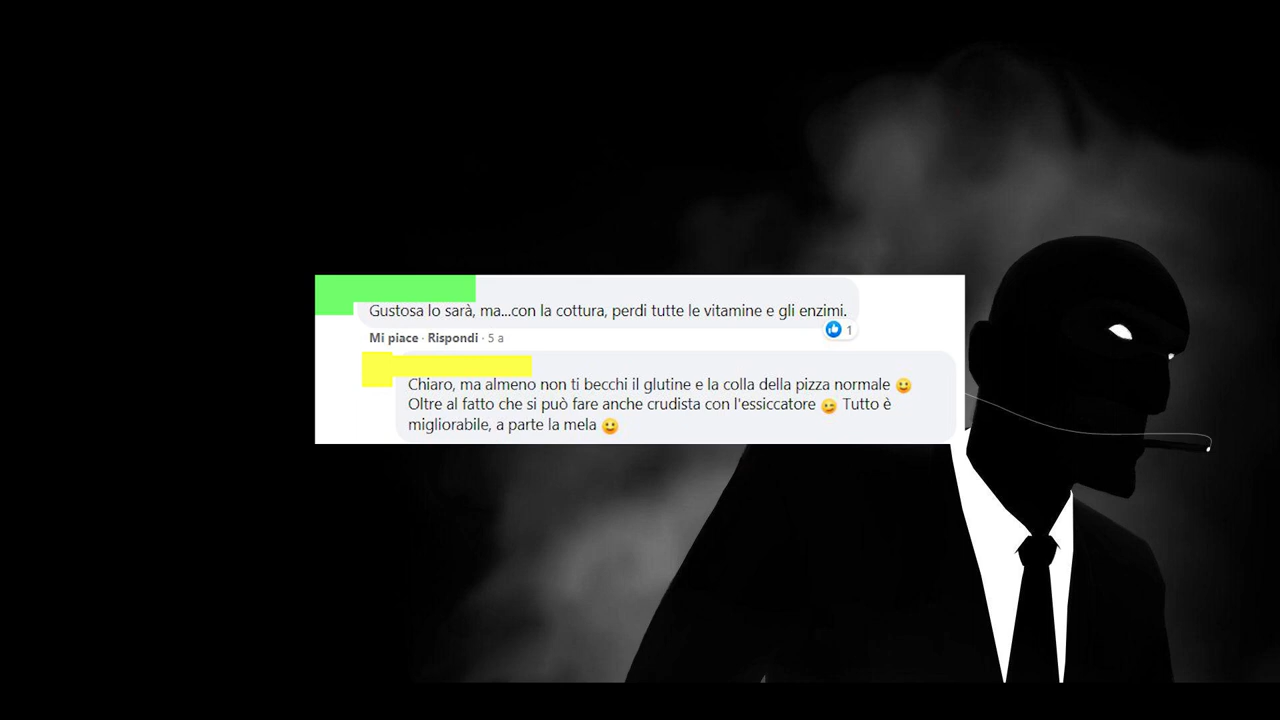 Gustosa lo sarà, ma...con la cottura, perdi tutte le vitamine e gli enzimi.
1
Mi piace · Rispondi · 5 a
Chiaro, ma almeno non ti becchi il glutine e la colla della pizza normale 😃
Oltre al fatto che si può fare anche crudista con l'essiccatore 😉 Tutto è
migliorabile, a parte la mela 😃